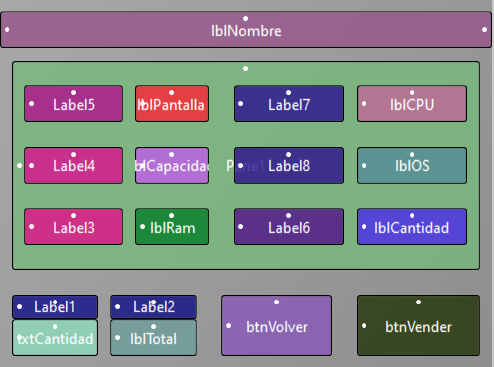 lblNombre
Label5 lblPantalla Label7 lblCPU
Label4 lblCapacidad Label8 lblOS
Label3 lblRam Label6 lblCantidad
Label1 Label2
txtCantidad lblTotal btnVolver btnVender